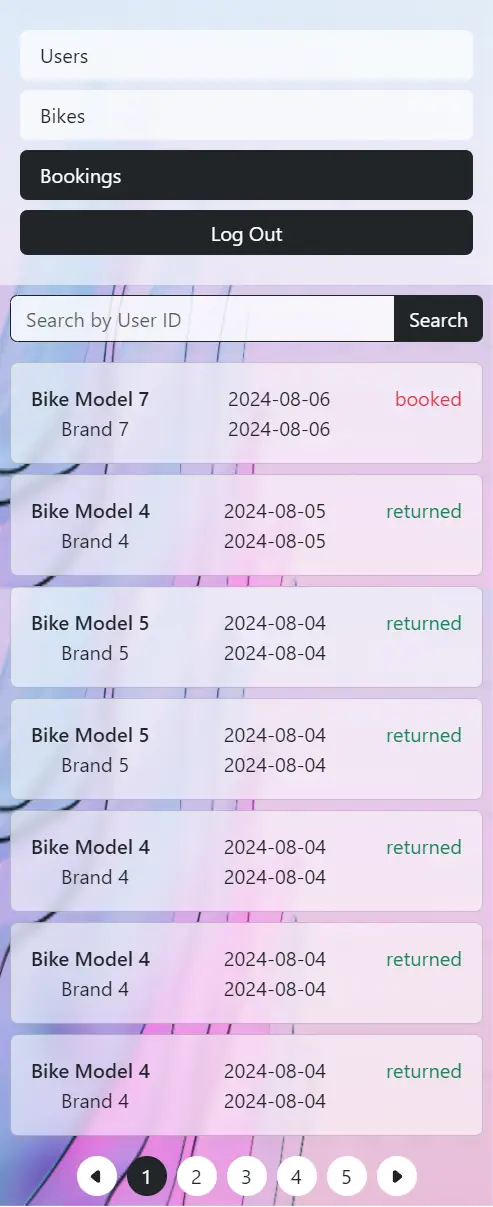 Users
Bikes
Bookings
Log Out
Search by User ID Search
Bike Model 7 2024-08-06 booked
Brand 7 2024-08-06
Bike Model 4 2024-08-05 returned
Brand 4 2024-08-05
Bike Model 5 2024-08-04 returned
Brand 5 2024-08-04
Bike Model 5 2024-08-04 returned
Brand 5 2024-08-04
Bike Model 4 2024-08-04 returned
Brand 4 2024-08-04
Bike Model 4 2024-08-04 returned
Brand 4 2024-08-04
Bike Model 4 2024-08-04 returned
Brand 4 2024-08-04
1 2 3 4 5